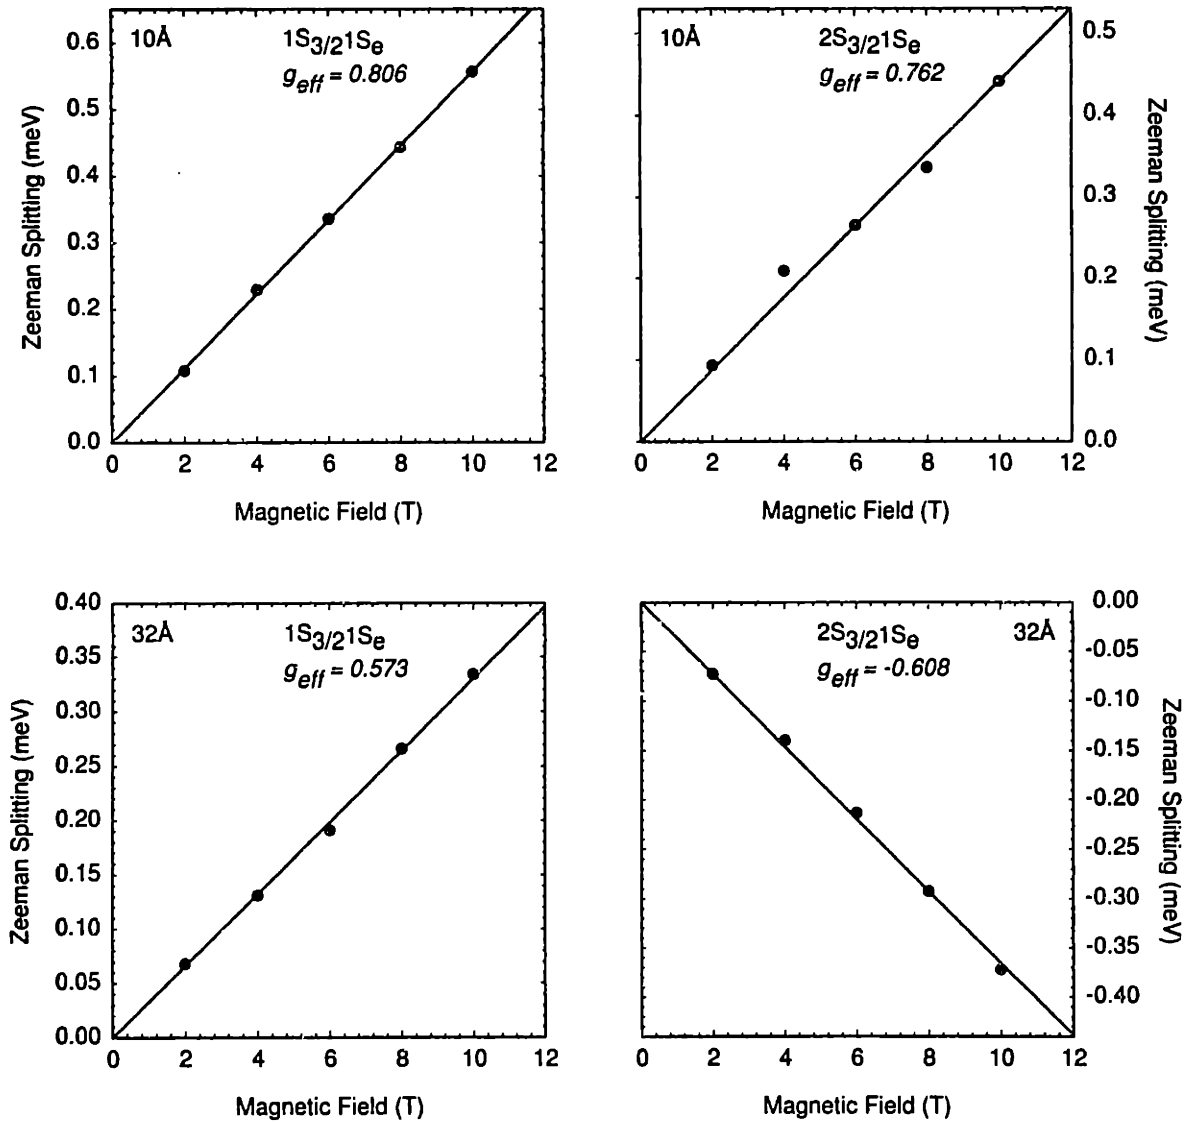 10Å
1S3/21Se
geff = 0.806
Zeeman Splitting (meV)
0.6
0.5
0.4
0.3
0.2
0.1
0.0
0 2 4 6 8 10 12
Magnetic Field (T)
10Å
2S3/21Se
geff = 0.762
Zeeman Splitting (meV)
0.5
0.4
0.3
0.2
0.1
0.0
0 2 4 6 8 10 12
Magnetic Field (T)
32Å
1S3/21Se
geff = 0.573
Zeeman Splitting (meV)
0.40
0.35
0.30
0.25
0.20
0.15
0.10
0.05
0.00
0 2 4 6 8 10 12
Magnetic Field (T)
2S3/21Se
32Å
geff = -0.608
Zeeman Splitting (meV)
0.00
-0.05
-0.10
-0.15
-0.20
-0.25
-0.30
-0.35
-0.40
0 2 4 6 8 10 12
Magnetic Field (T)